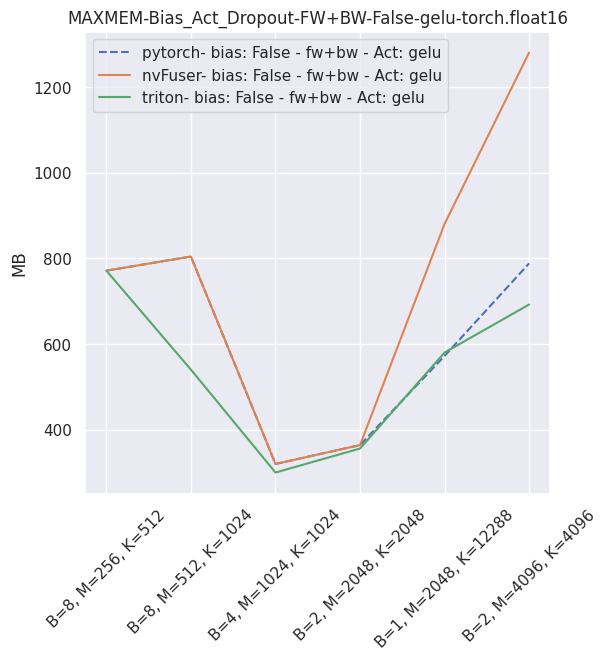 MAXMEM-Bias_Act_Dropout-FW+BW-False-gelu-torch.float16
pytorch- bias: False - fw+bw - Act: gelu
nvFuser- bias: False - fw+bw - Act: gelu
triton- bias: False - fw+bw - Act: gelu
1200
1000
800
600
400
MB
B=8, M=256, K=512
B=8, M=512, K=1024
B=4, M=1024, K=1024
B=2, M=2048, K=2048
B=1, M=2048, K=12288
B=2, M=4096, K=4096